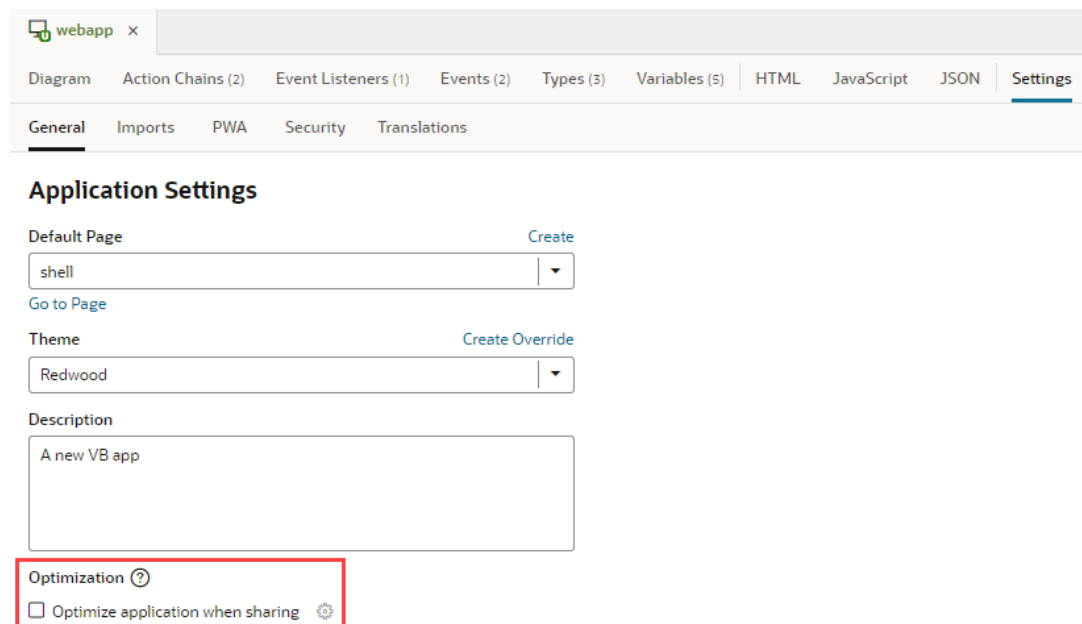 webapp ×
Diagram Action Chains (2) Event Listeners (1) Events (2) Types (3) Variables (5) HTML JavaScript JSON Settings
General Imports PWA Security Translations
Application Settings
Default Page Create
shell
Go to Page
Theme Create Override
Redwood
Description
A new VB app
Optimization ?
Optimize application when sharing